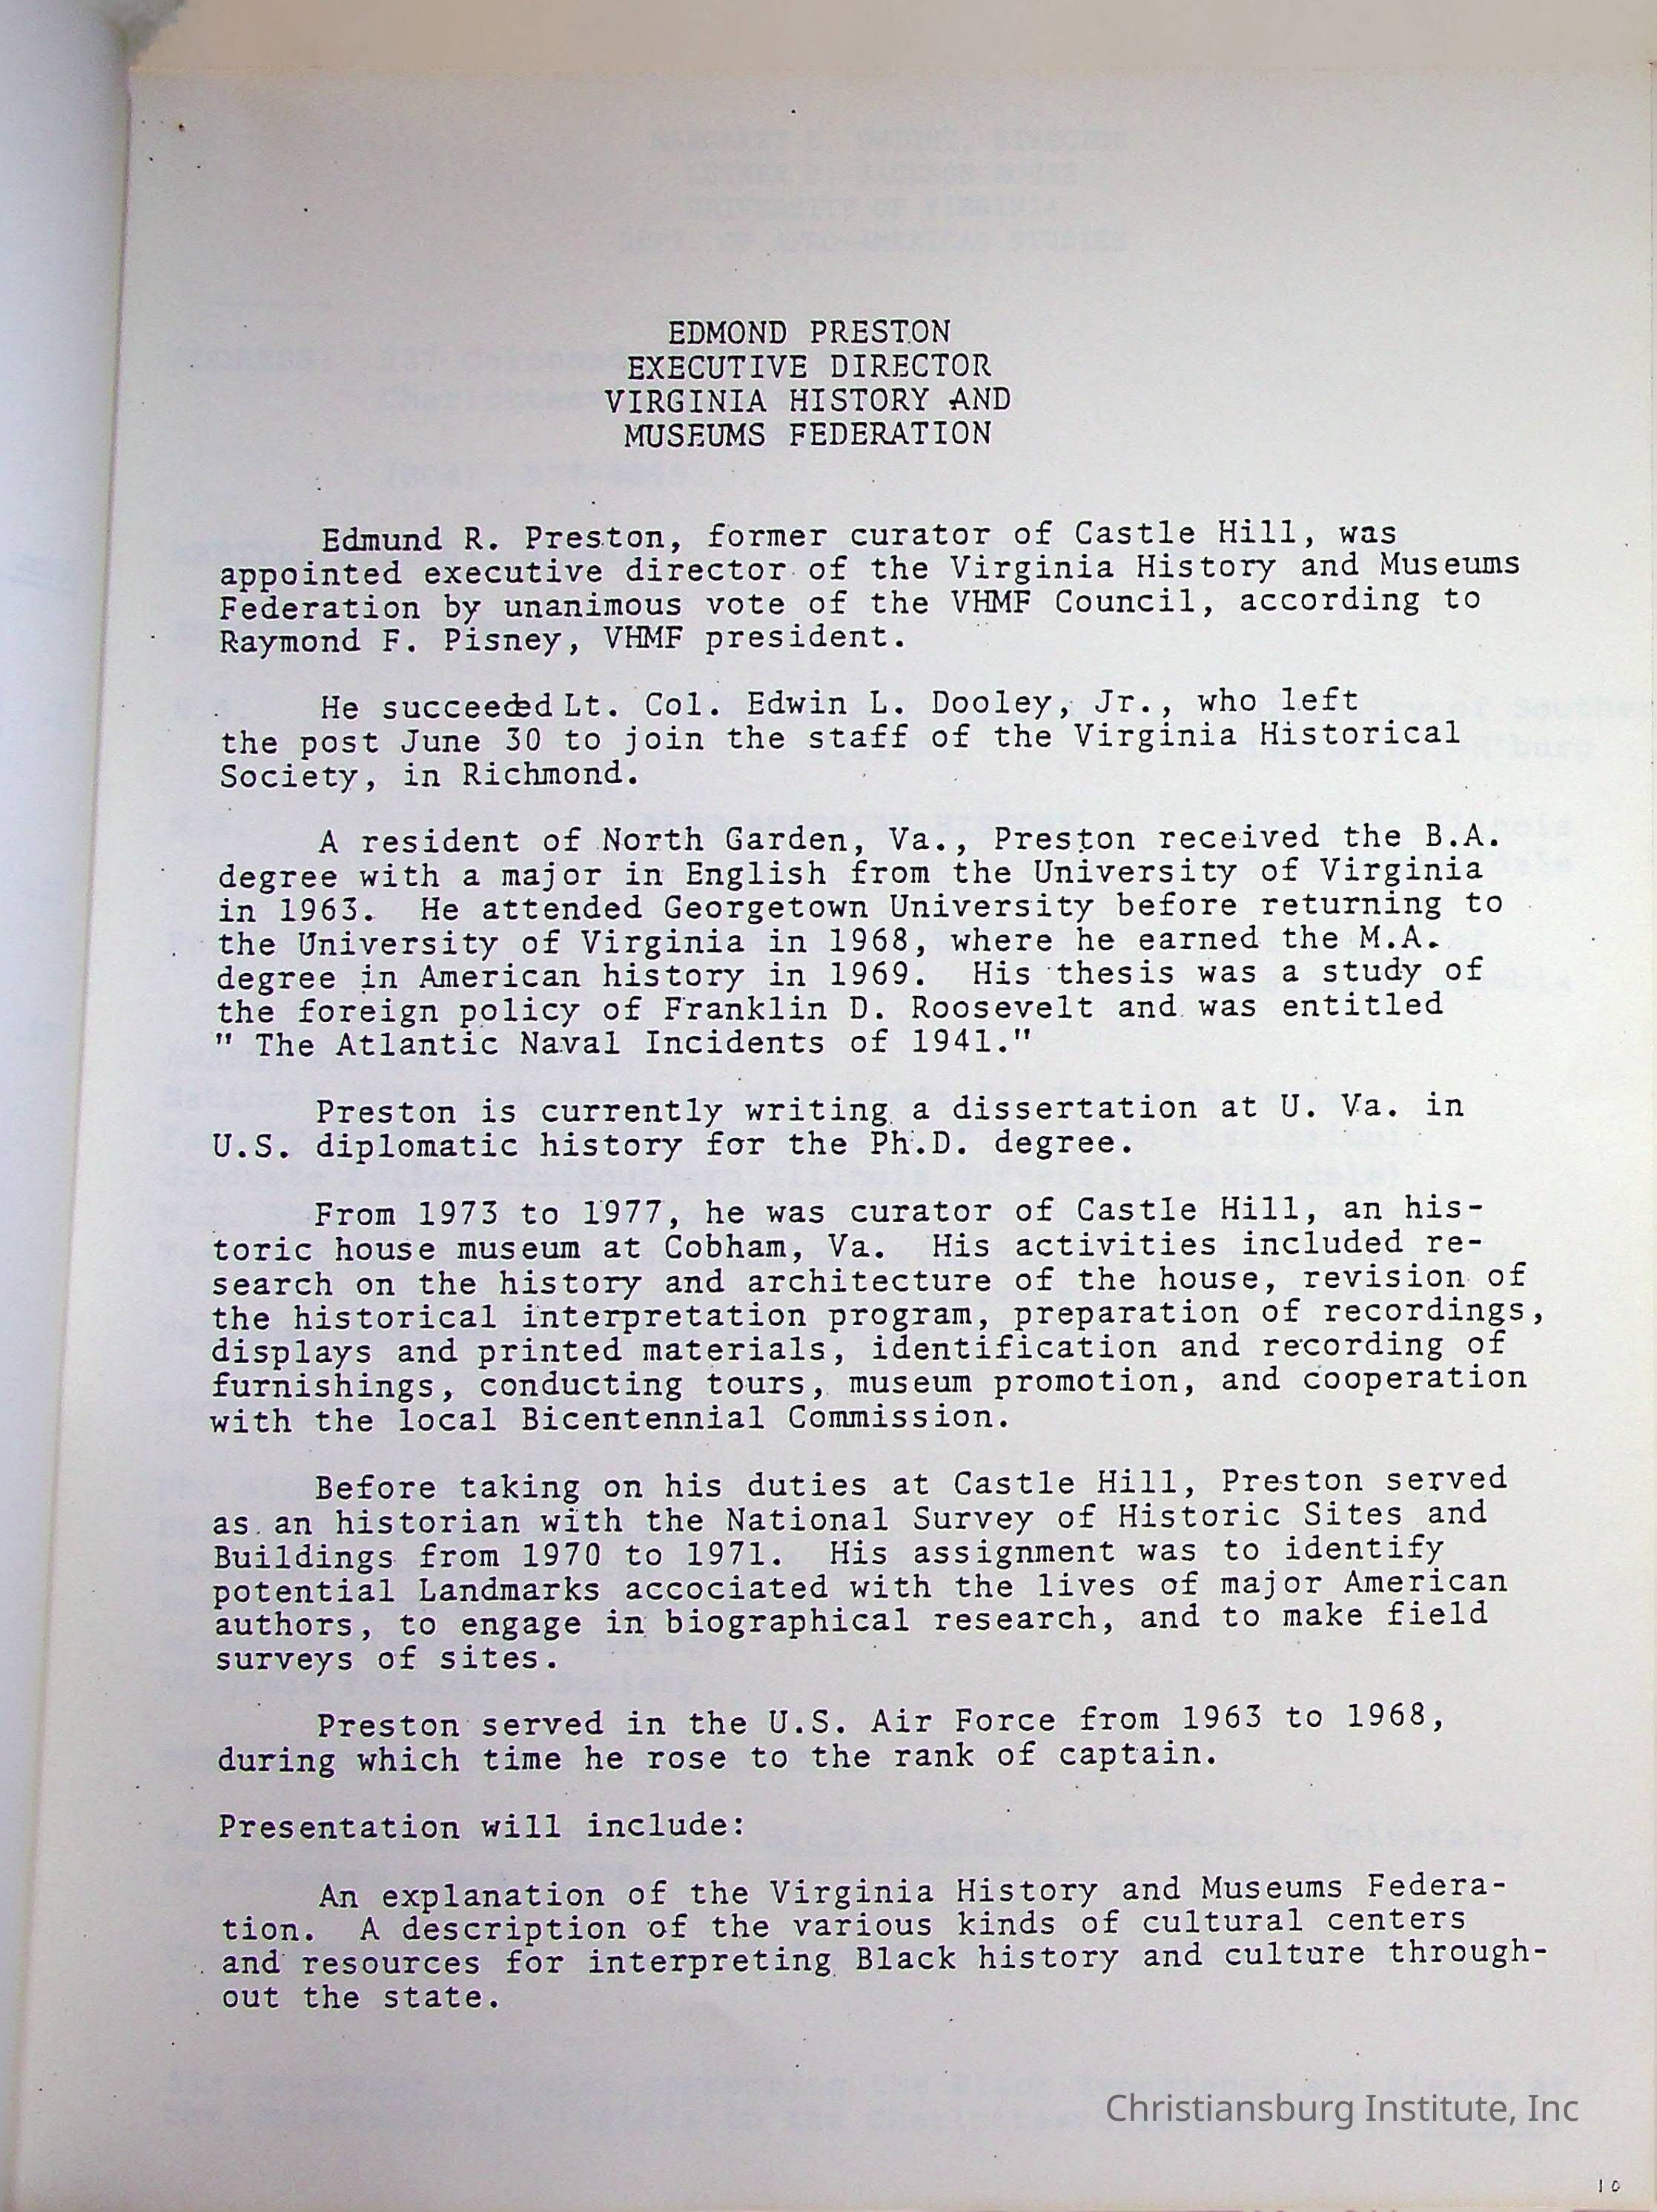 EDMOND PRESTON
EXECUTIVE DIRECTOR
VIRGINIA HISTORY AND
MUSEUMS FEDERATION
Edmund R. Preston, former curator of Castle Hill, was
appointed executive director of the Virginia History and Museums
Federation by unanimous vote of the VHMF Council, according to
Raymond F. Pisney, VHMF president.
He succeeded Lt. Col. Edwin L. Dooley, Jr., who left
the post June 30 to join the staff of the Virginia Historical
Society, in Richmond.
A resident of North Garden, Va., Preston received the B.A.
degree with a major in English from the University of Virginia
in 1963. He attended Georgetown University before returning to
the University of Virginia in 1968, where he earned the M.A.
degree in American history in 1969. His thesis was a study of
the foreign policy of Franklin D. Roosevelt and was entitled
" The Atlantic Naval Incidents of 1941."
Preston is currently writing a dissertation at U. Va. in
U.S. diplomatic history for the Ph.D. degree.
From 1973 to 1977, he was curator of Castle Hill, an his-
toric house museum at Cobham, Va. His activities included re-
search on the history and architecture of the house, revision of
the historical interpretation program, preparation of recordings,
displays and printed materials, identification and recording of
furnishings, conducting tours, museum promotion, and cooperation
with the local Bicentennial Commission.
Before taking on his duties at Castle Hill, Preston served
as an historian with the National Survey of Historic Sites and
Buildings from 1970 to 1971. His assignment was to identify
potential Landmarks accociated with the lives of major American
authors, to engage in biographical research, and to make field
surveys of sites.
Preston served in the U.S. Air Force from 1963 to 1968,
during which time he rose to the rank of captain.
Presentation will include:
An explanation of the Virginia History and Museums Federa-
tion. A description of the various kinds of cultural centers
and resources for interpreting Black history and culture through-
out the state.
Christiansburg Institute, Inc
10